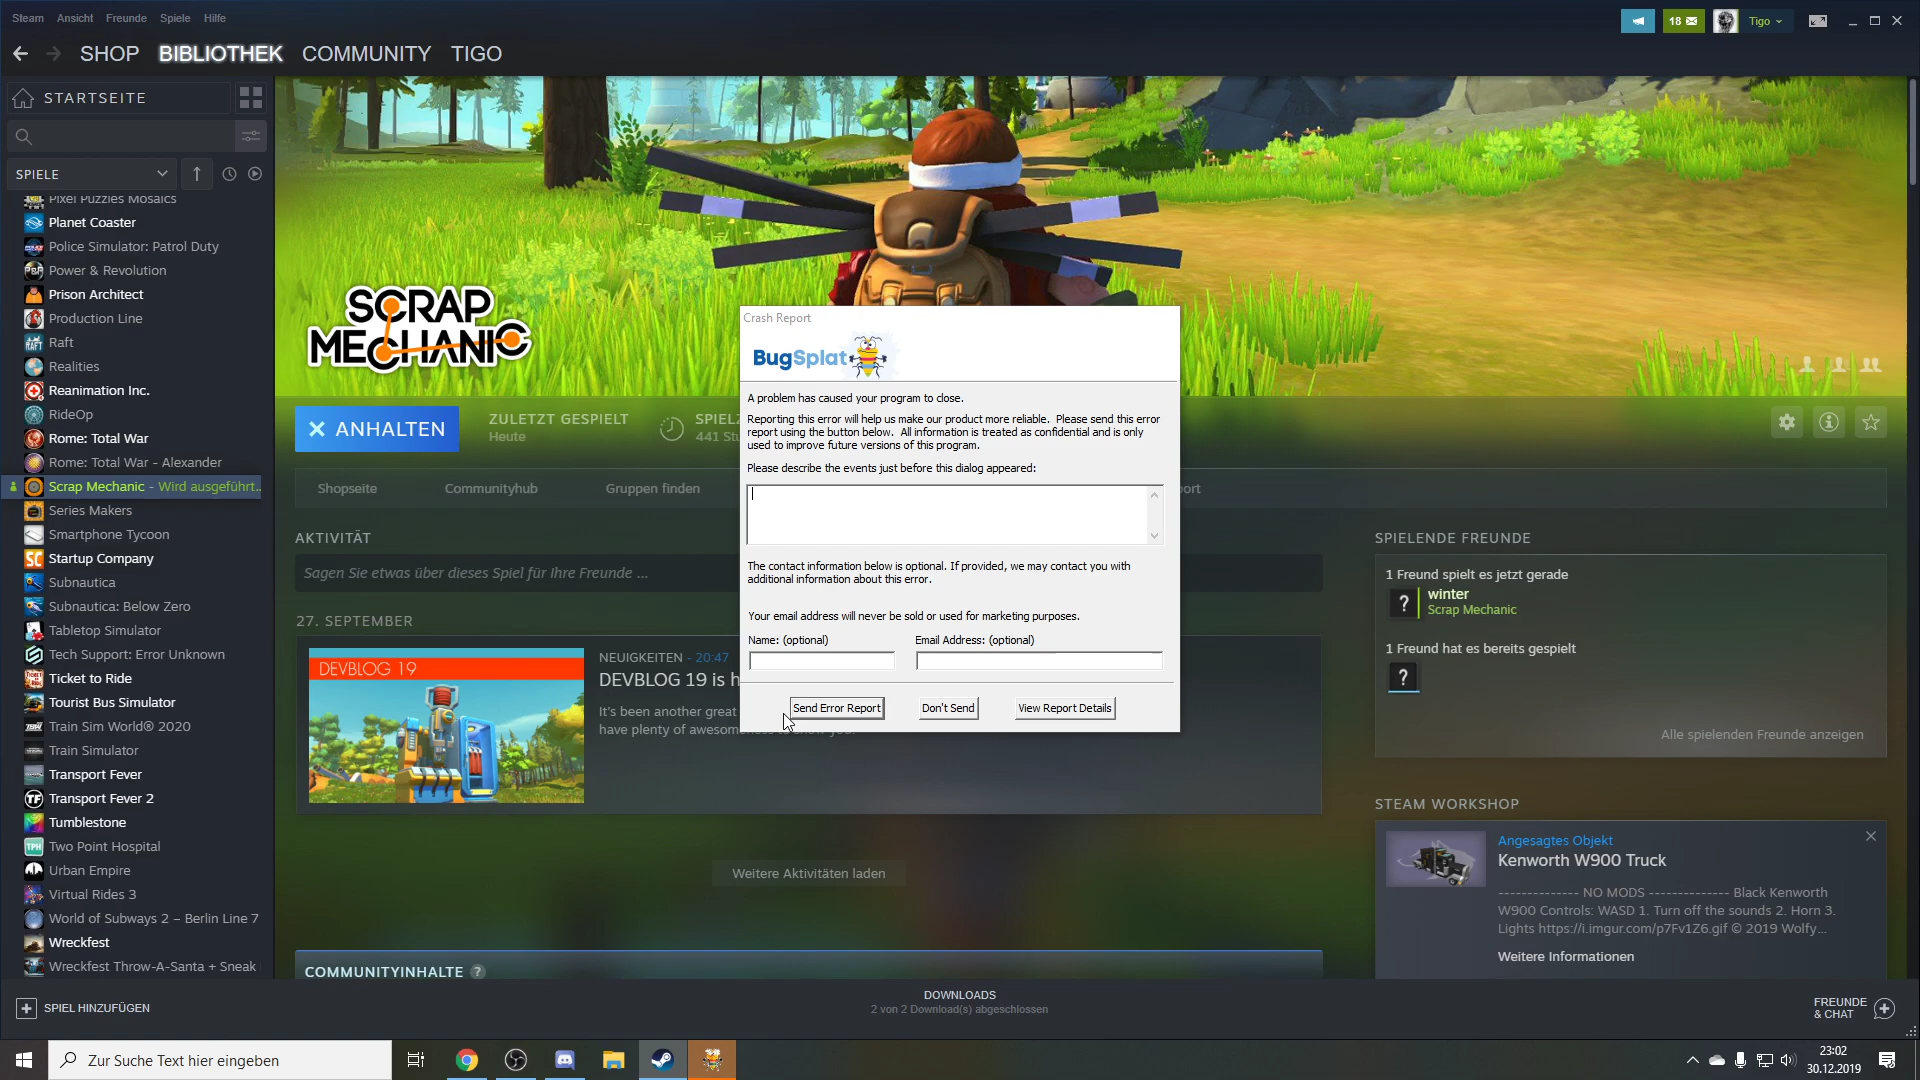 Steam Ansicht Freunde Spiele Hilfe
18
Tigo
SHOP BIBLIOTHEK COMMUNITY TIGO
STARTSEITE
SPIELE
Pixel Puzzles Mosaics
Planet Coaster
Police Simulator: Patrol Duty
Power & Revolution
Prison Architect
Production Line
Raft
Realities
Reanimation Inc.
RideOp
Rome: Total War
Rome: Total War - Alexander
Scrap Mechanic - Wird ausgeführt...
Series Makers
Smartphone Tycoon
Startup Company
Subnautica
Subnautica: Below Zero
Tabletop Simulator
Tech Support: Error Unknown
Ticket to Ride
Tourist Bus Simulator
Train Sim World® 2020
Train Simulator
Transport Fever
Transport Fever 2
Tumblestone
Two Point Hospital
Urban Empire
Virtual Rides 3
World of Subways 2 – Berlin Line 7
Wreckfest
Wreckfest Throw-A-Santa + Sneak
SPIEL HINZUFÜGEN
SCRAP
MECHANIC
ANHALTEN
ZULETZT GESPIELT
Heute
SPIELZ
441 Stu
Shopseite Communityhub Gruppen finden
port
AKTIVITÄT
Sagen Sie etwas über dieses Spiel für Ihre Freunde ...
27. SEPTEMBER
DEVBLOG 19
NEUIGKEITEN - 20:47
DEVBLOG 19 is h
It's been another great
have plenty of awesom
Weitere Aktivitäten laden
COMMUNITYINHALTE ?
Crash Report
BugSplat
A problem has caused your program to close.
Reporting this error will help us make our product more reliable. Please send this error
report using the button below. All information is treated as confidential and is only
used to improve future versions of this program.
Please describe the events just before this dialog appeared:
The contact information below is optional. If provided, we may contact you with
additional information about this error.
Your email address will never be sold or used for marketing purposes.
Name: (optional) Email Address: (optional)
Send Error Report Don't Send View Report Details
SPIELENDE FREUNDE
1 Freund spielt es jetzt gerade
?
winter
Scrap Mechanic
1 Freund hat es bereits gespielt
?
Alle spielenden Freunde anzeigen
STEAM WORKSHOP
Angesagtes Objekt
Kenworth W900 Truck
-------------- NO MODS -------------- Black Kenworth
W900 Controls: WASD 1. Turn off the sounds 2. Horn 3.
Lights https://i.imgur.com/p7Fv1Z6.gif © 2019 Wolfy...
Weitere Informationen
DOWNLOADS
2 von 2 Download(s) abgeschlossen
FREUNDE
& CHAT
Zur Suche Text hier eingeben
23:02
30.12.2019